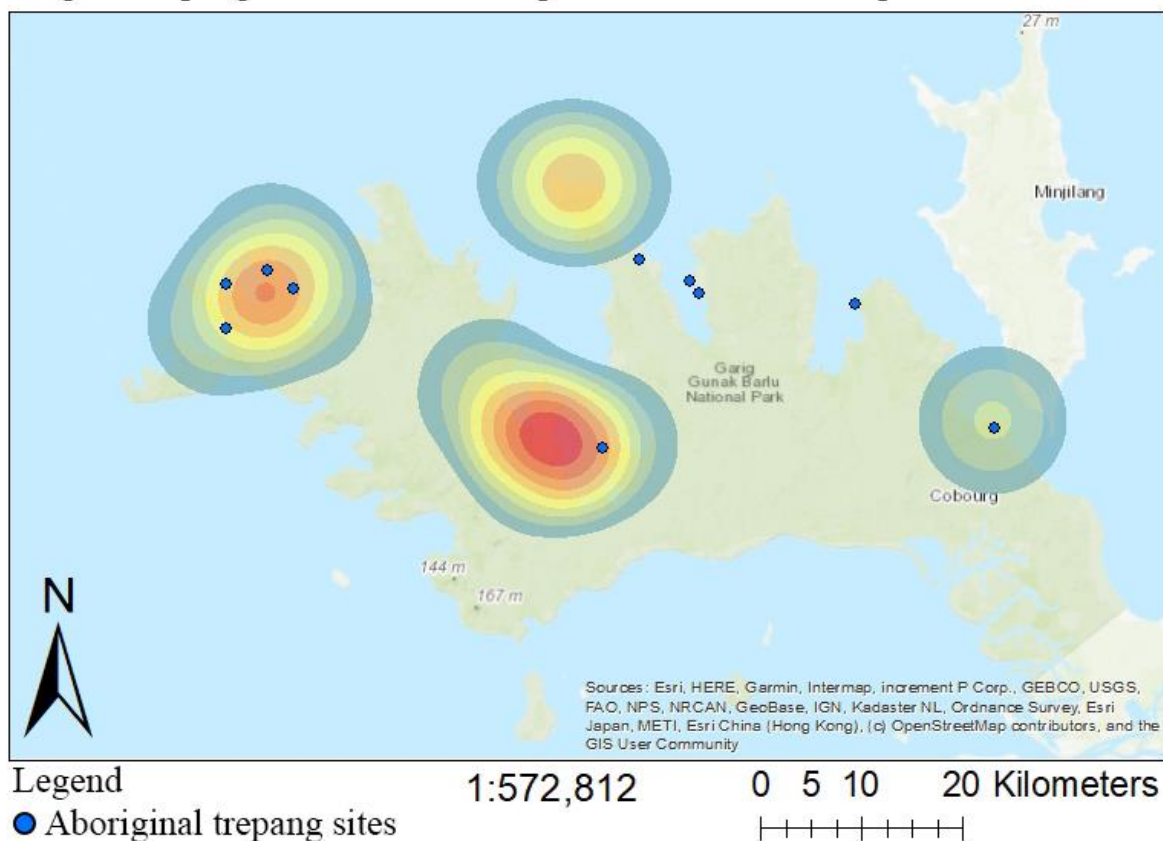 27 m
Minjilang
Garig
Gunak Barlu
National Park
Cobourg
144 m
167 m
N
Sources: Esri, HERE, Garmin, Intermap, increment P Corp., GEBCO, USGS,
FAO, NPS, NRCAN, GeoBase, IGN, Kadaster NL, Ordnance Survey, Esri
Japan, METI, Esri China (Hong Kong), (c) OpenStreetMap contributors, and the
GIS User Community
Legend
1:572,812
0 5 10 20 Kilometers
Aboriginal trepang sites